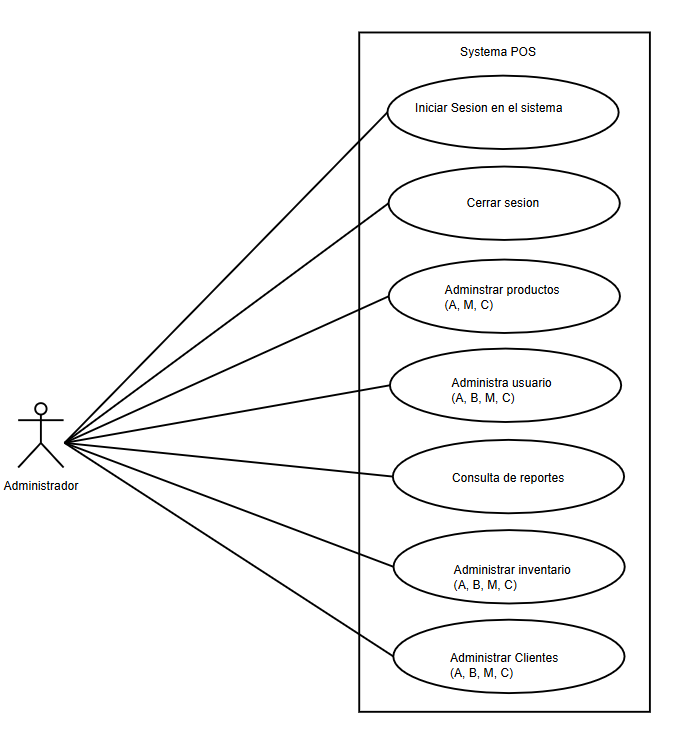 Systema POS
Iniciar Sesion en el sistema
Cerrar sesion
Adminstrar productos
(A, M, C)
Administra usuario
(A, B, M, C)
Consulta de reportes
Administrar inventario
(A, B, M, C)
Administrar Clientes
(A, B, M, C)
Administrador